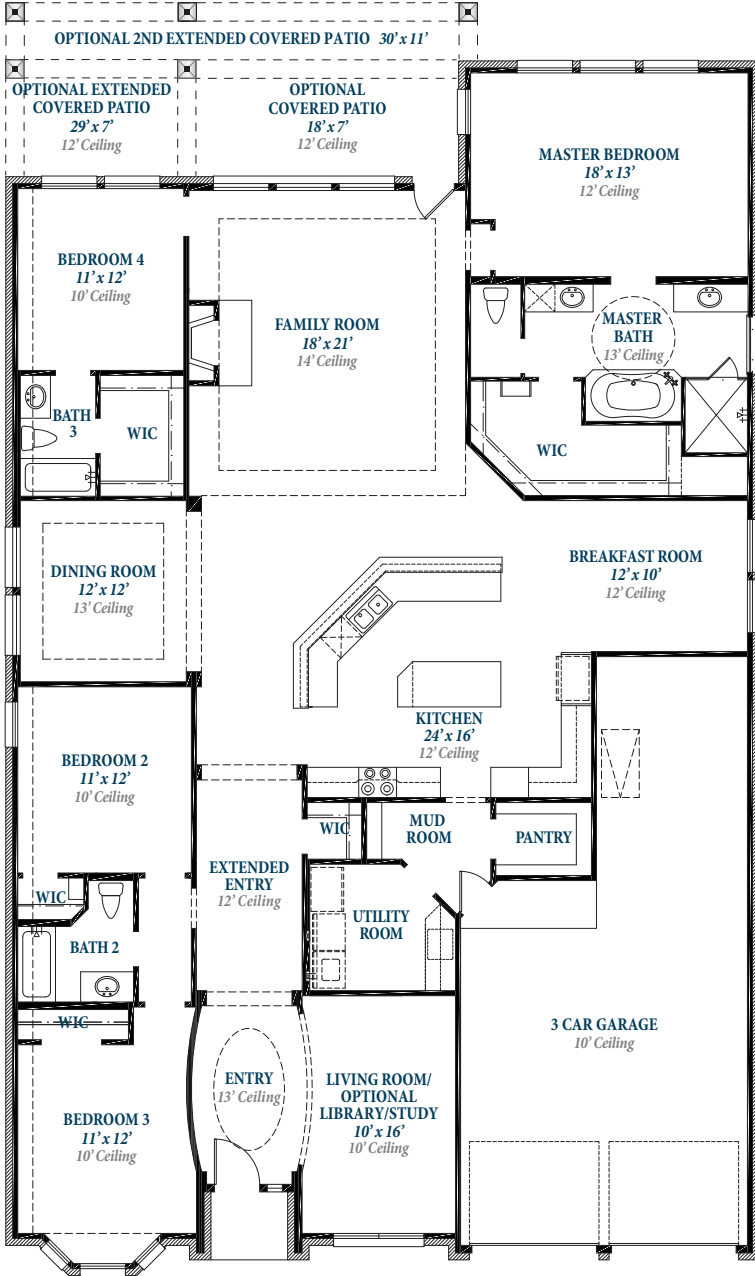 OPTIONAL 2ND EXTENDED COVERED PATIO 30' x 11'
OPTIONAL EXTENDED
COVERED PATIO
29' x 7'
12' Ceiling
OPTIONAL
COVERED PATIO
18' x 7'
12' Ceiling
MASTER BEDROOM
18' x 13'
12' Ceiling
BEDROOM 4
11' x 12'
10' Ceiling
FAMILY ROOM
18' x 21'
14' Ceiling
MASTER
BATH
13' Ceiling
BATH
3
WIC
WIC
DINING ROOM
12' x 12'
13' Ceiling
BREAKFAST ROOM
12' x 10'
12' Ceiling
KITCHEN
24' x 16'
12' Ceiling
BEDROOM 2
11' x 12'
10' Ceiling
WIC
MUD
ROOM
PANTRY
EXTENDED
ENTRY
12' Ceiling
WIC
UTILITY
ROOM
BATH 2
WIC
3 CAR GARAGE
10' Ceiling
ENTRY
13' Ceiling
LIVING ROOM/
OPTIONAL
LIBRARY/STUDY
10' x 16'
10' Ceiling
BEDROOM 3
11' x 12'
10' Ceiling